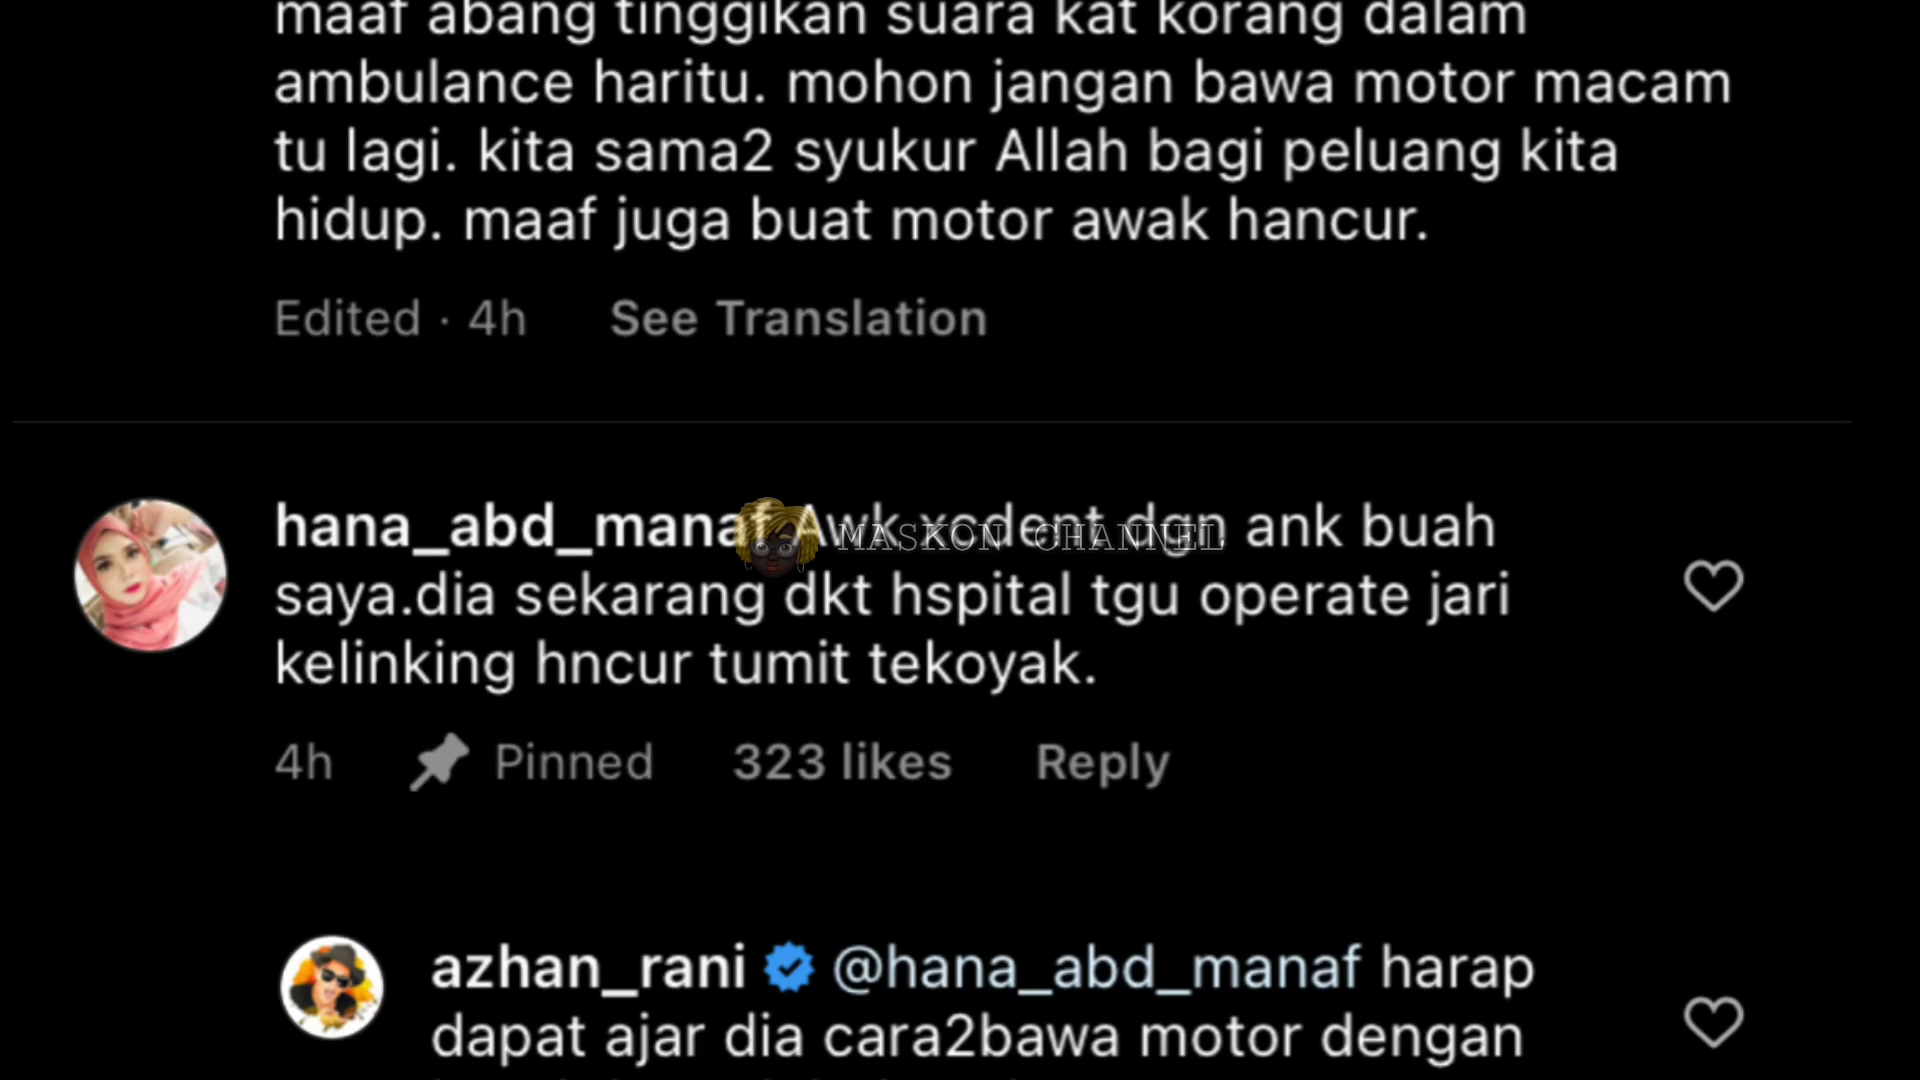 maaf abang tinggikan suara kat korang dalam
ambulance haritu. mohon jangan bawa motor macam
tu lagi. kita sama2 syukur Allah bagi peluang kita
hidup. maaf juga buat motor awak hancur.
Edited · 4h See Translation
hana_abd_manaf Awk xcdent dgn ank buah
MASKON CHANNEL
saya.dia sekarang dkt hspital tgu operate jari
kelinking hncur tumit tekoyak.
4h Pinned 323 likes Reply
azhan_rani @hana_abd_manaf harap
dapat ajar dia cara2bawa motor dengan